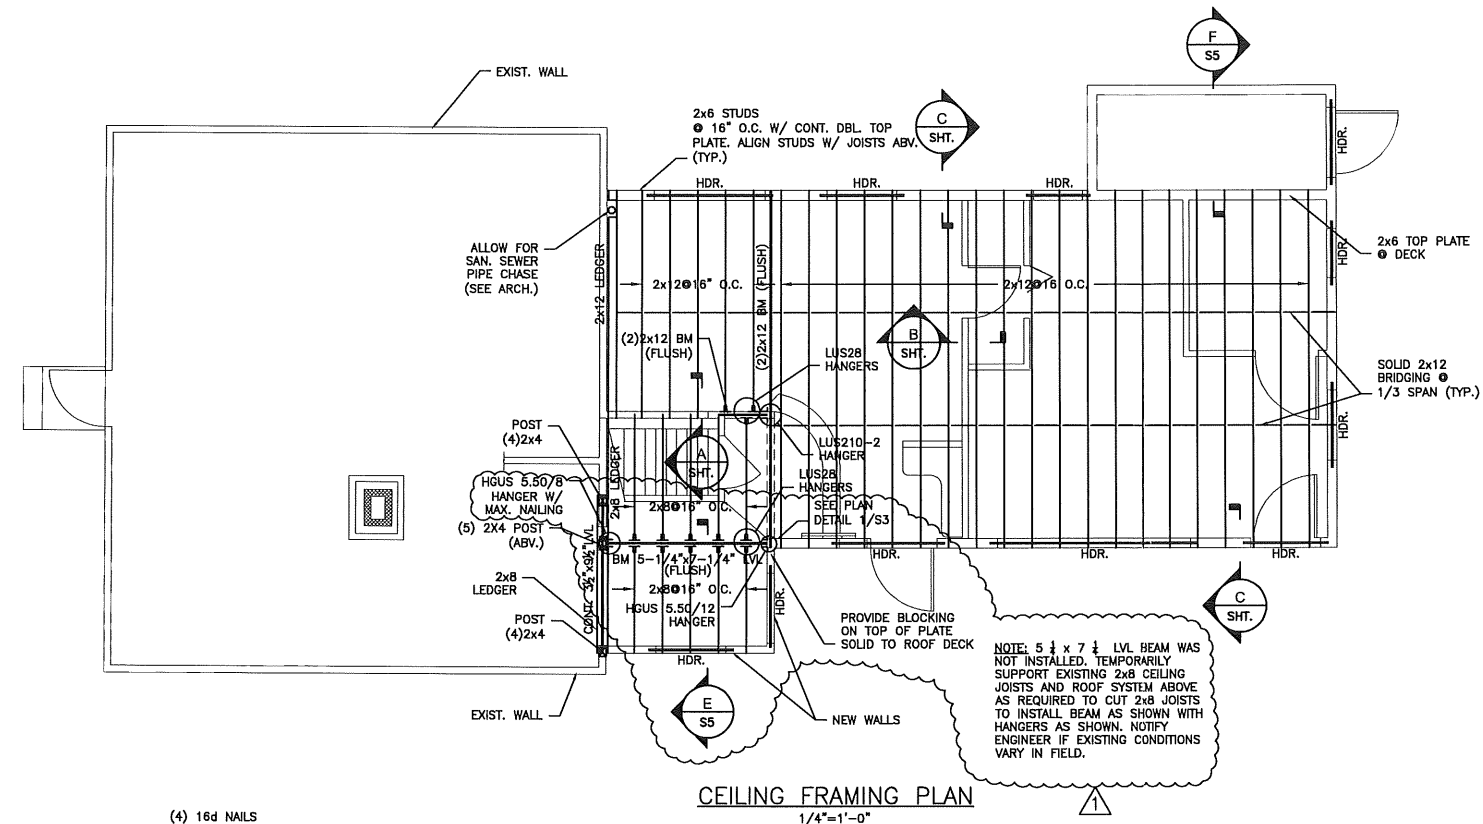 F
S5
EXIST. WALL
2x6 STUDS
@ 16" O.C. W/ CONT. DBL. TOP
PLATE. ALIGN STUDS W/ JOISTS ABV.
(TYP.)
C
SHT.
HDR.
HDR.
HDR.
HDR.
ALLOW FOR
SAN. SEWER
PIPE CHASE
(SEE ARCH.)
2x12 LEDGER
2x12@16" O.C.
(2)2x12 BM (FLUSH)
2x12@16 O.C.
HDR.
2x6 TOP PLATE
@ DECK
(2)2x12 BM
(FLUSH)
LUS28
HANGERS
B
SHT.
SOLID 2x12
BRIDGING @
1/3 SPAN (TYP.)
HDR.
POST
(4)2x4
A
SHT.
LUS210-2
HANGER
LUS28
HANGERS
HGUS 5.50/8
HANGER W/
MAX. NAILING
2x8 LEDGER
2x8@16" O.C.
SEE PLAN
DETAIL 1/S3
(5) 2X4 POST
(ABV.)
BM 5-1/4"x7-1/4" LVL
(FLUSH)
HDR.
HDR.
HDR.
CONT. 3½"x9½" LVL
2x8
LEDGER
2x8@16" O.C.
HDR.
HGUS 5.50/12
HANGER
POST
(4)2x4
PROVIDE BLOCKING
ON TOP OF PLATE
SOLID TO ROOF DECK
C
SHT.
HDR.
E
S5
EXIST. WALL
NEW WALLS
NOTE: 5 ¼ x 7 ¼ LVL BEAM WAS
NOT INSTALLED. TEMPORARILY
SUPPORT EXISTING 2x8 CEILING
JOISTS AND ROOF SYSTEM ABOVE
AS REQUIRED TO CUT 2x8 JOISTS
TO INSTALL BEAM AS SHOWN WITH
HANGERS AS SHOWN. NOTIFY
ENGINEER IF EXISTING CONDITIONS
VARY IN FIELD.
1
CEILING FRAMING PLAN
1/4"=1'-0"
(4) 16d NAILS